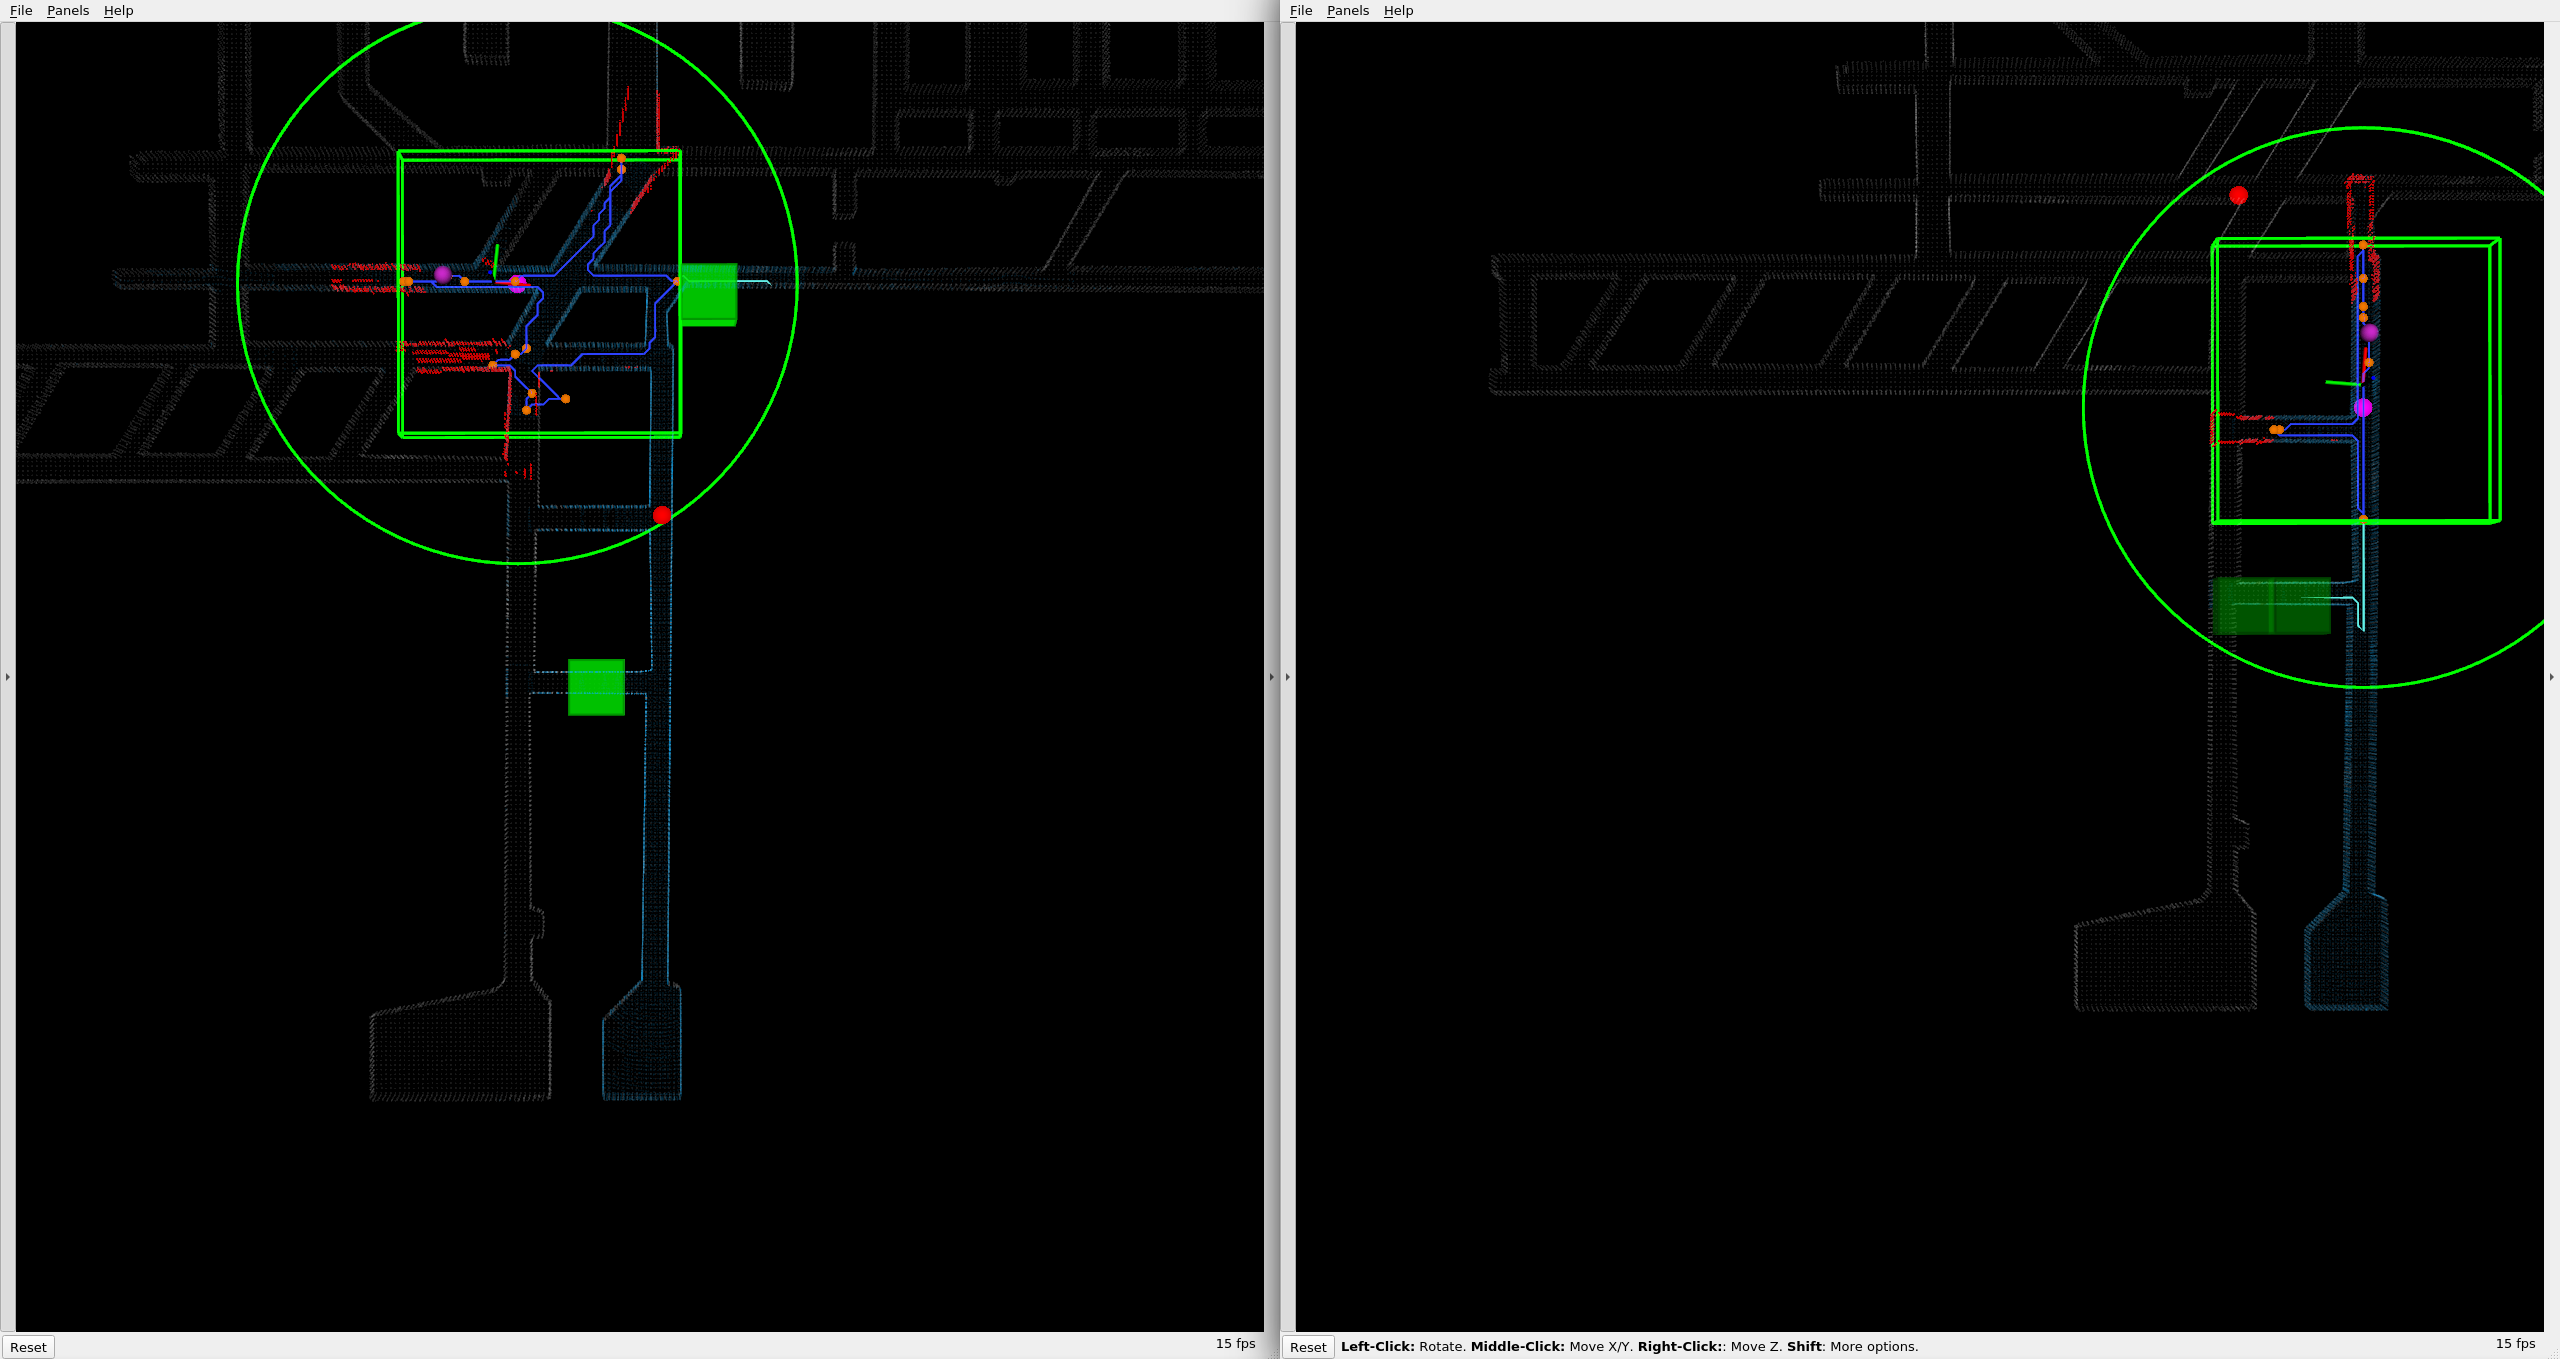 File Panels Help
File Panels Help
Reset 15 fps
Reset Left-Click: Rotate. Middle-Click: Move X/Y. Right-Click:: Move Z. Shift: More options. 15 fps